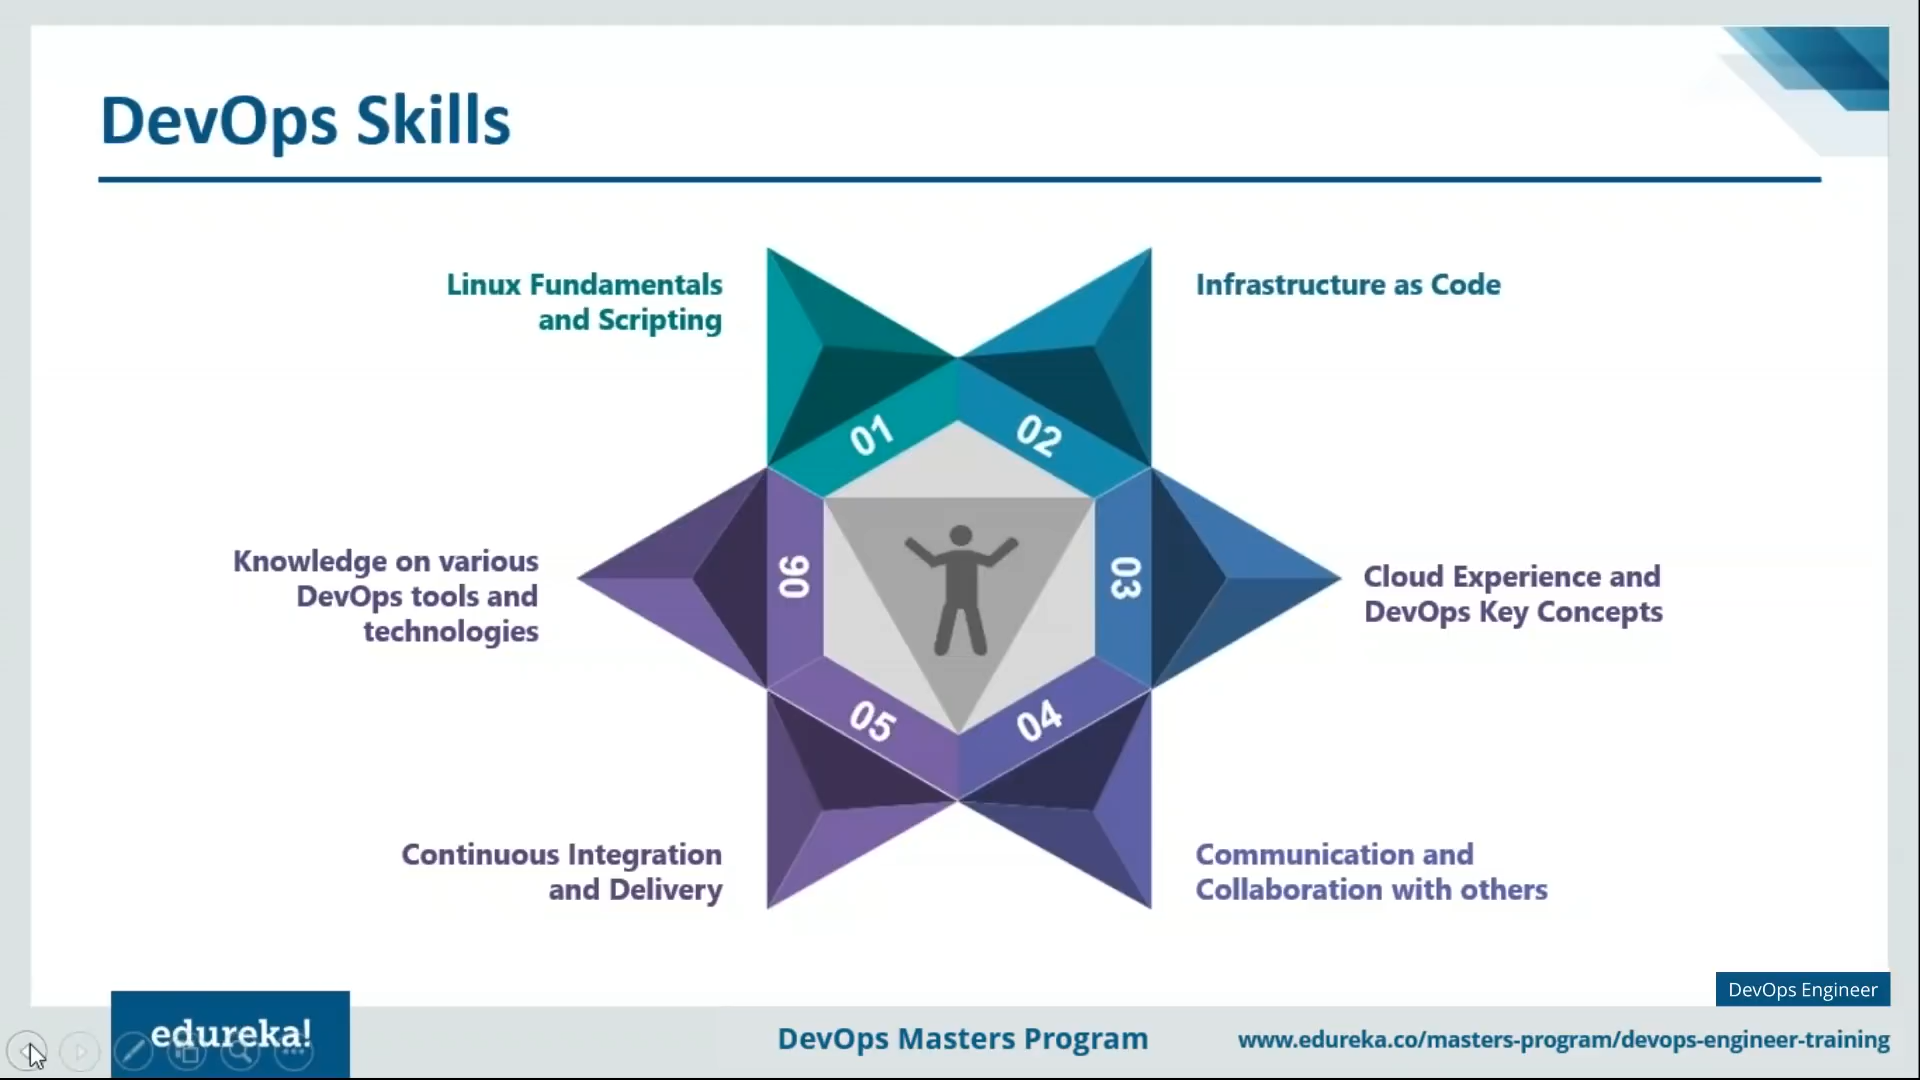 DevOps Skills
Linux Fundamentals
and Scripting
Infrastructure as Code
01
02
Knowledge on various
DevOps tools and
technologies
06
03
Cloud Experience and
DevOps Key Concepts
05
04
Continuous Integration
and Delivery
Communication and
Collaboration with others
DevOps Engineer
edureka!
DevOps Masters Program
www.edureka.co/masters-program/devops-engineer-training